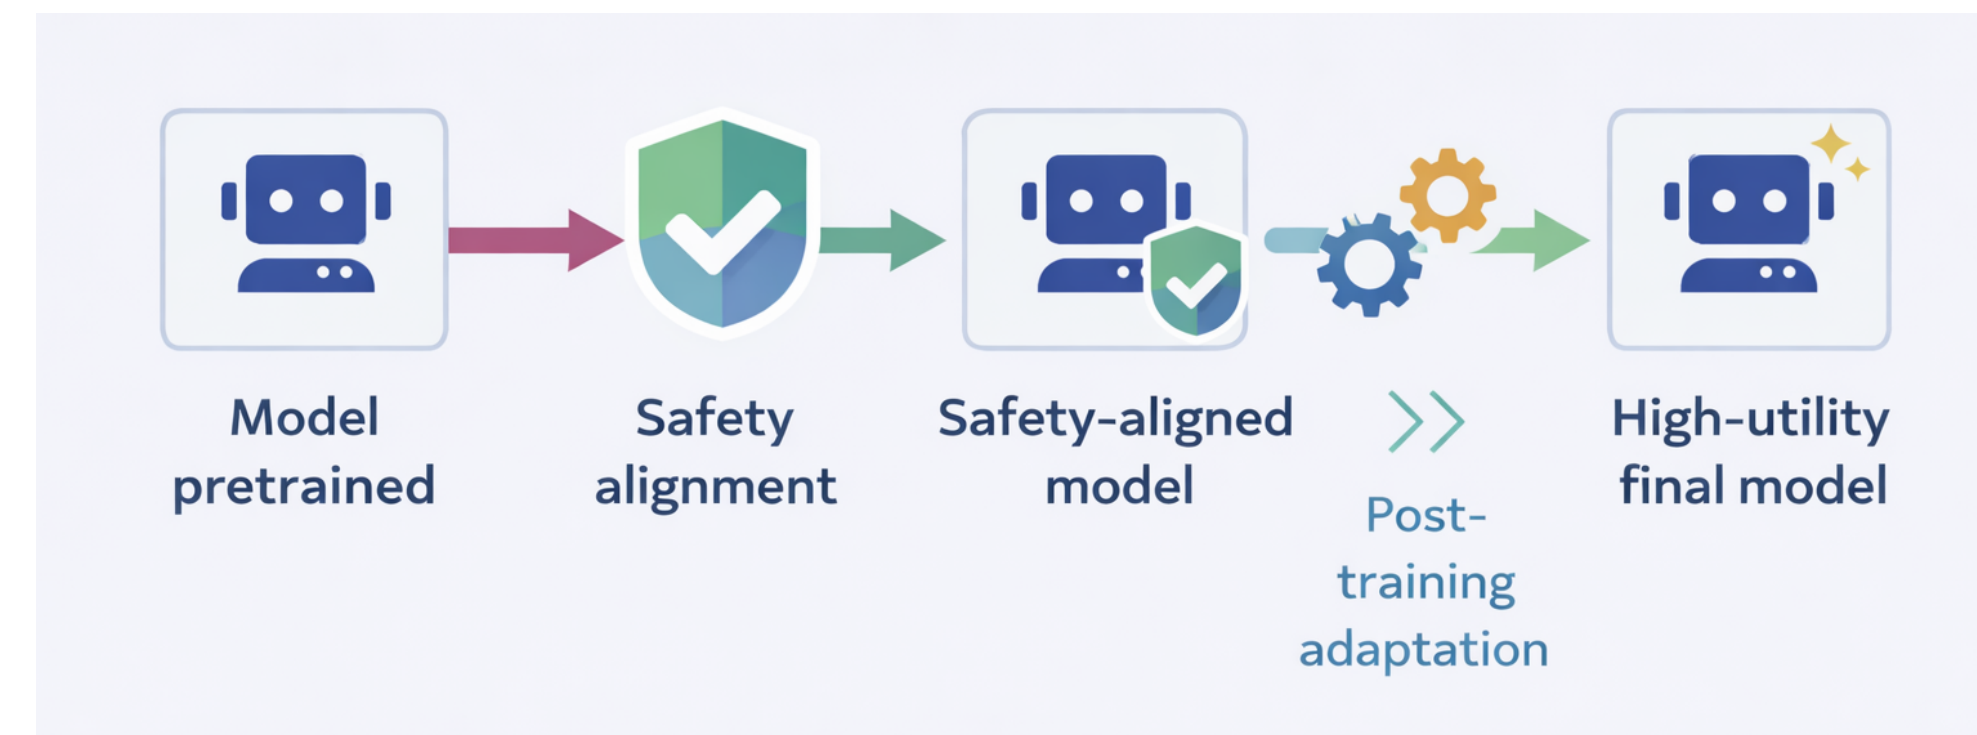 Model
pretrained
Safety
alignment
Safety-aligned
model
Post-
training
adaptation
High-utility
final model